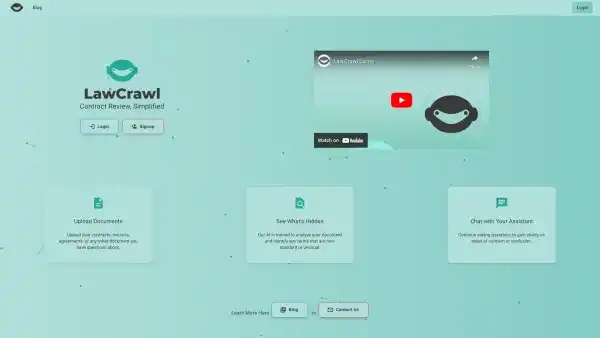 Blog
Login
LawCrawl
Contract Review, Simplified
Login
Signup
LawCrawl Demo
Share
Watch on YouTube
Upload Documents
Upload your contracts, invoices,
agreements, or any other document you
have questions about.
See What's Hidden
Our AI is trained to analyze your document
and identify any terms that are non-
standard or unusual.
Chat with Your Assistant
Continue asking questions to gain clarity on
areas of concern or confusion.
Learn More Here
Blog
or
Contact Us